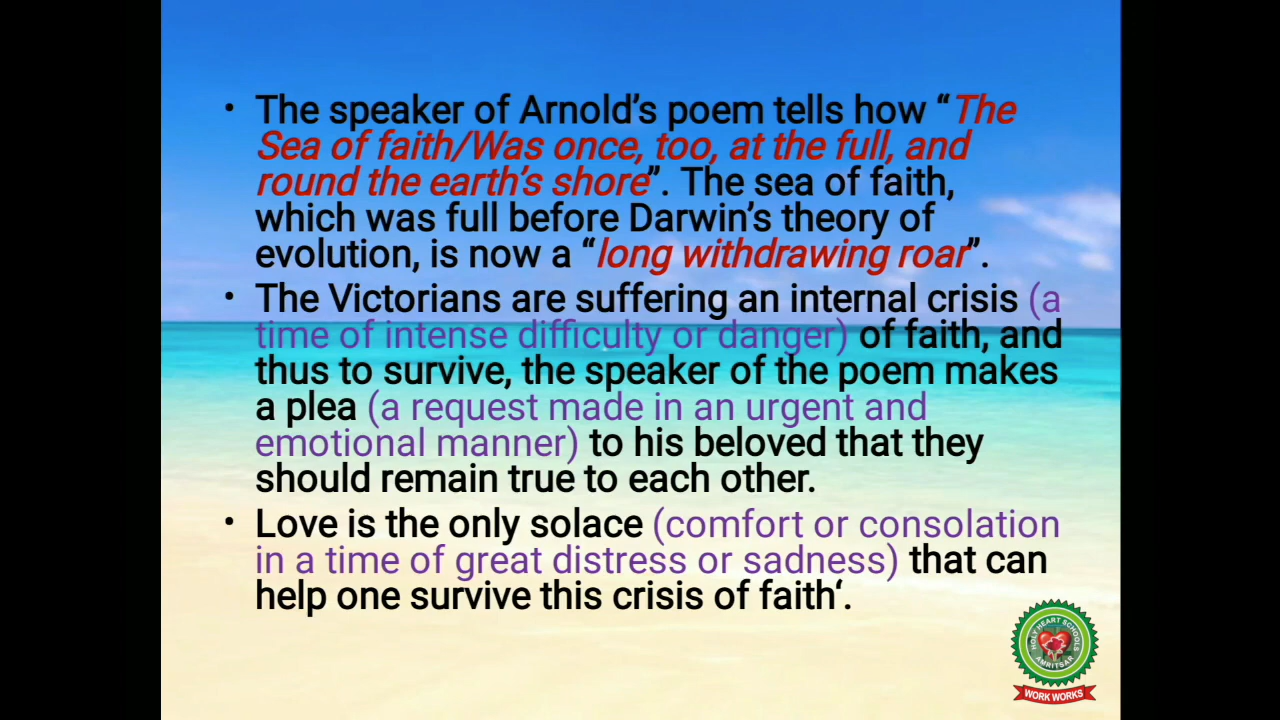 • The speaker of Arnold’s poem tells how “The
Sea of faith/Was once, too, at the full, and
round the earth’s shore”. The sea of faith,
which was full before Darwin’s theory of
evolution, is now a “long withdrawing roar”.
• The Victorians are suffering an internal crisis (a
time of intense difficulty or danger) of faith, and
thus to survive, the speaker of the poem makes
a plea (a request made in an urgent and
emotional manner) to his beloved that they
should remain true to each other.
• Love is the only solace (comfort or consolation
in a time of great distress or sadness) that can
help one survive this crisis of faith‘.
HOLY HEART SCHOOLS
AMRITSAR
WORK WORKS